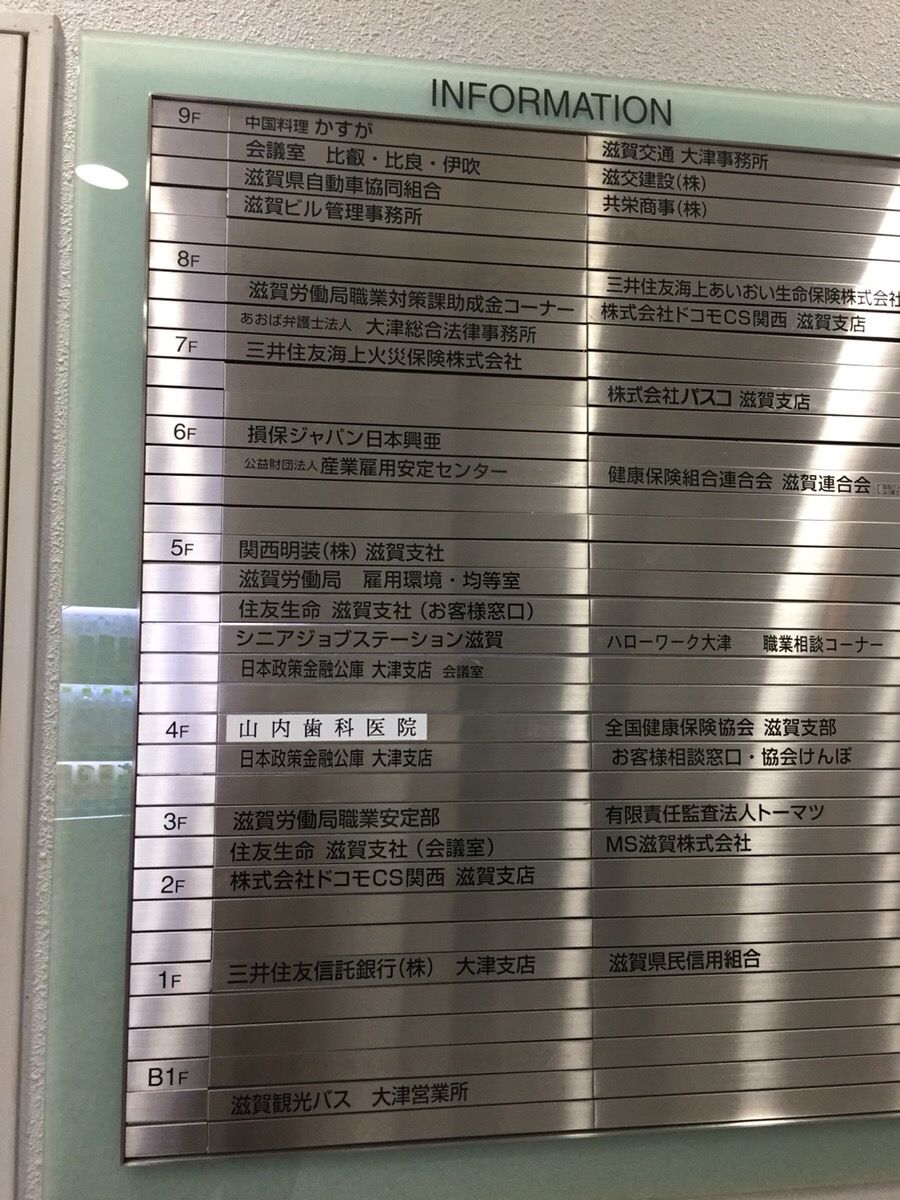 INFORMATION
9F 中国料理 かすが
会議室 比叡・比良・伊吹 滋賀交通 大津事務所
滋賀県自動車協同組合 滋交建設(株)
滋賀ビル管理事務所 共栄商事(株)
8F
滋賀労働局職業対策課助成金コーナー 三井住友海上あいおい生命保険株式会社
あおば弁護士法人 大津総合法律事務所 株式会社ドコモCS関西 滋賀支店
7F 三井住友海上火災保険株式会社
株式会社パスコ 滋賀支店
6F 損保ジャパン日本興亜
公益財団法人 産業雇用安定センター 健康保険組合連合会 滋賀連合会
5F 関西明装(株) 滋賀支社
滋賀労働局 雇用環境・均等室
住友生命 滋賀支社(お客様窓口)
シニアジョブステーション滋賀 ハローワーク大津 職業相談コーナー
日本政策金融公庫 大津支店 会議室
4F 山内歯科医院 全国健康保険協会 滋賀支部
日本政策金融公庫 大津支店 お客様相談窓口・協会けんぽ
3F 滋賀労働局職業安定部 有限責任監査法人トーマツ
住友生命 滋賀支社(会議室) MS滋賀株式会社
2F 株式会社ドコモCS関西 滋賀支店
1F 三井住友信託銀行(株) 大津支店 滋賀県民信用組合
B1F
滋賀観光バス 大津営業所